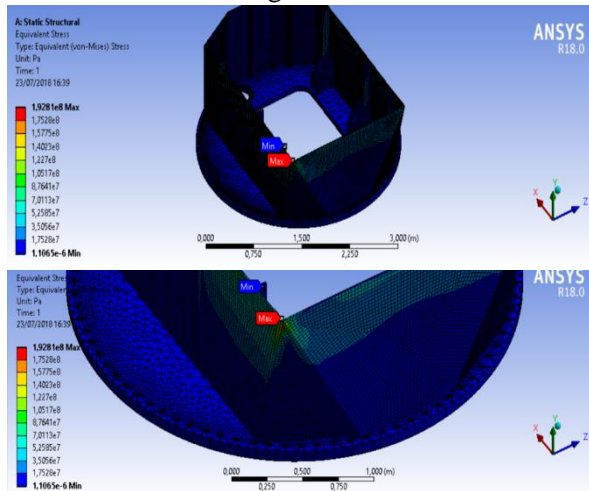 A: Static Structural
Equivalent Stress
Type: Equivalent (von-Mises) Stress
Unit: Pa
Time: 1
23/07/2018 16:39
1,9281e8 Max
1,7528e8
1,5775e8
1,4023e8
1,227e8
1,0517e8
8,7641e7
7,0113e7
5,2585e7
3,5056e7
1,7528e7
1,1065e-6 Min
ANSYS
R18.0
Min
Max
0,000
1,500
3,000 (m)
0,750
2,250
X
Y
Z
Equivalent Stre
Type: Equivalen
Unit: Pa
Time: 1
23/07/2018 16:39
1,9281e8 Max
1,7528e8
1,5775e8
1,4023e8
1,227e8
1,0517e8
8,7641e7
7,0113e7
5,2585e7
3,5056e7
1,7528e7
1,1065e-6 Min
ANSYS
R18.0
Min
Max
0,000
0,500
1,000 (m)
0,250
0,750
X
Y
Z